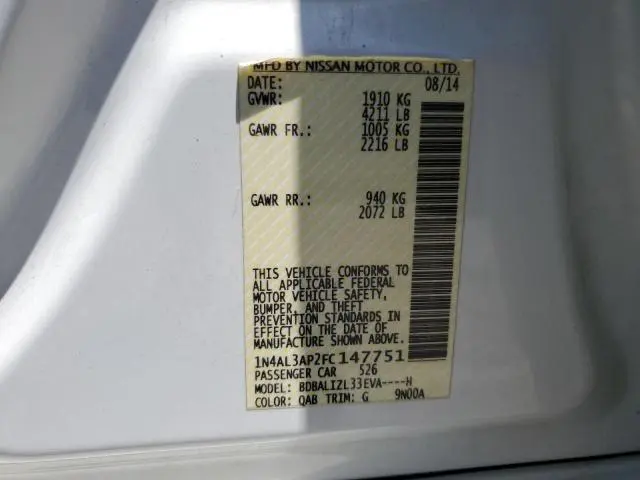 MFD BY NISSAN MOTOR CO., LTD.
DATE: 08/14
GVWR: 1910 KG
4211 LB
GAWR FR.: 1005 KG
2216 LB
GAWR RR.: 940 KG
2072 LB
THIS VEHICLE CONFORMS TO
ALL APPLICABLE FEDERAL
MOTOR VEHICLE SAFETY,
BUMPER, AND THEFT
PREVENTION STANDARDS IN
EFFECT ON THE DATE OF
MANUFACTURE SHOWN ABOVE.
1N4AL3AP2FC147751
PASSENGER CAR 526
MODEL: BDBALIZL33EVA----H
COLOR: QAB TRIM: G 9N00A